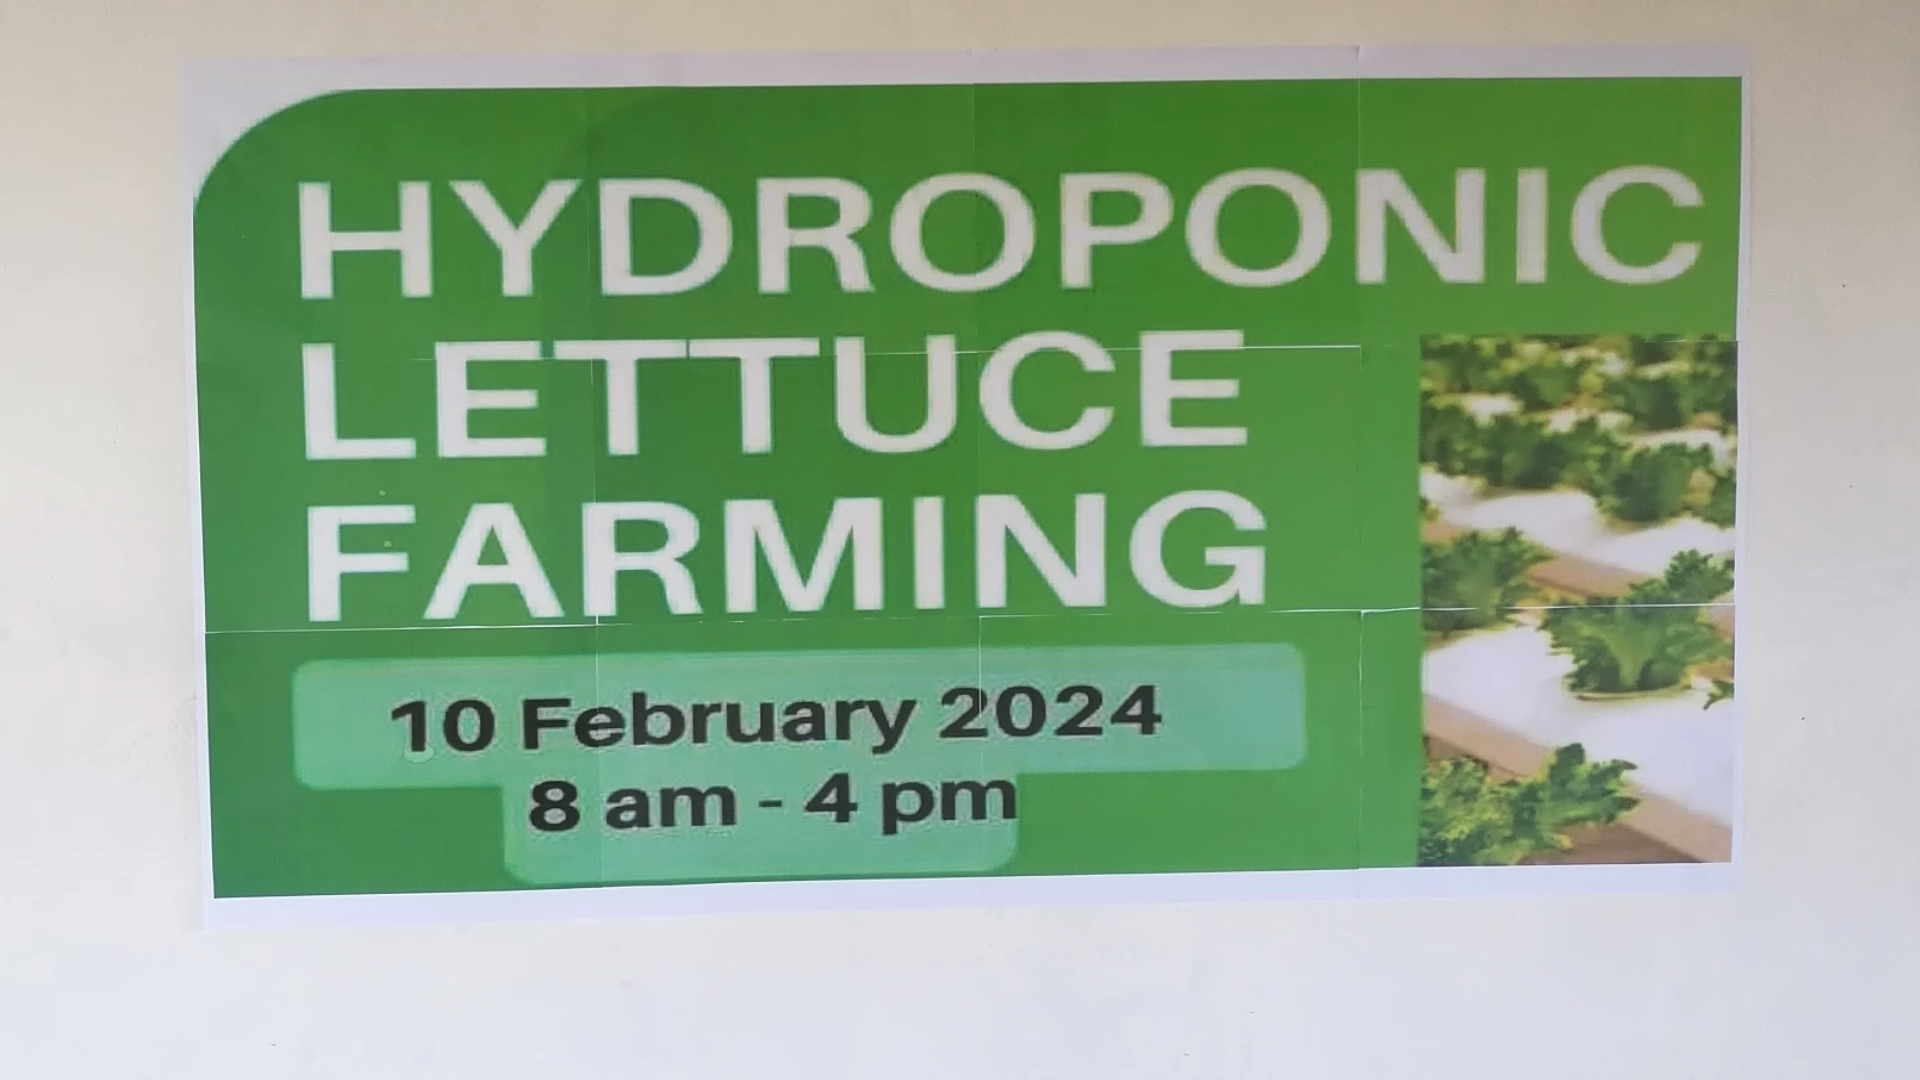 HYDROPONIC
LETTUCE
FARMING
10 February 2024
8 am - 4 pm